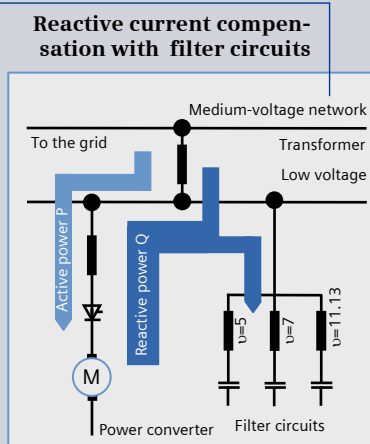 Reactive current compen-
sation with filter circuits
Medium-voltage network
To the grid
Transformer
Low voltage
Active power P
Reactive power Q
υ=5
υ=7
υ=11.13
M
Power converter
Filter circuits